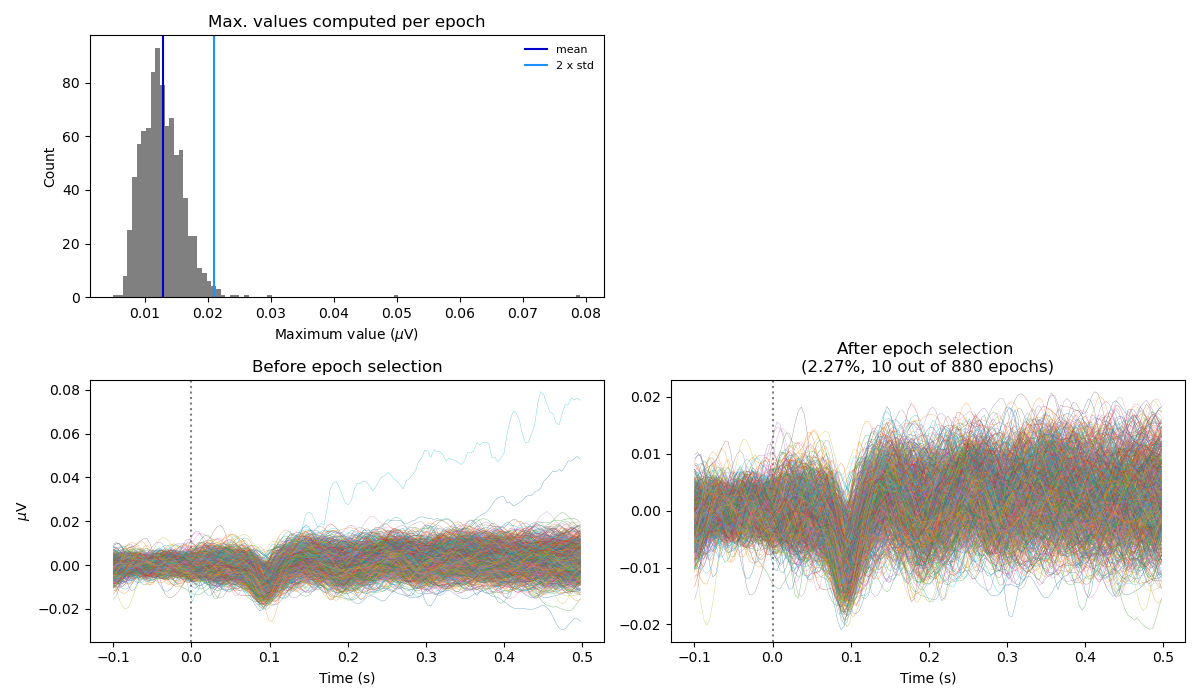 Max. values computed per epoch
mean
2 x std
Count
80
60
40
20
0
0.01 0.02 0.03 0.04 0.05 0.06 0.07 0.08
Maximum value (μV)
Before epoch selection
μV
0.08
0.06
0.04
0.02
0.00
−0.02
−0.1 0.0 0.1 0.2 0.3 0.4 0.5
Time (s)
After epoch selection
(2.27%, 10 out of 880 epochs)
0.02
0.01
0.00
−0.01
−0.02
−0.1 0.0 0.1 0.2 0.3 0.4 0.5
Time (s)